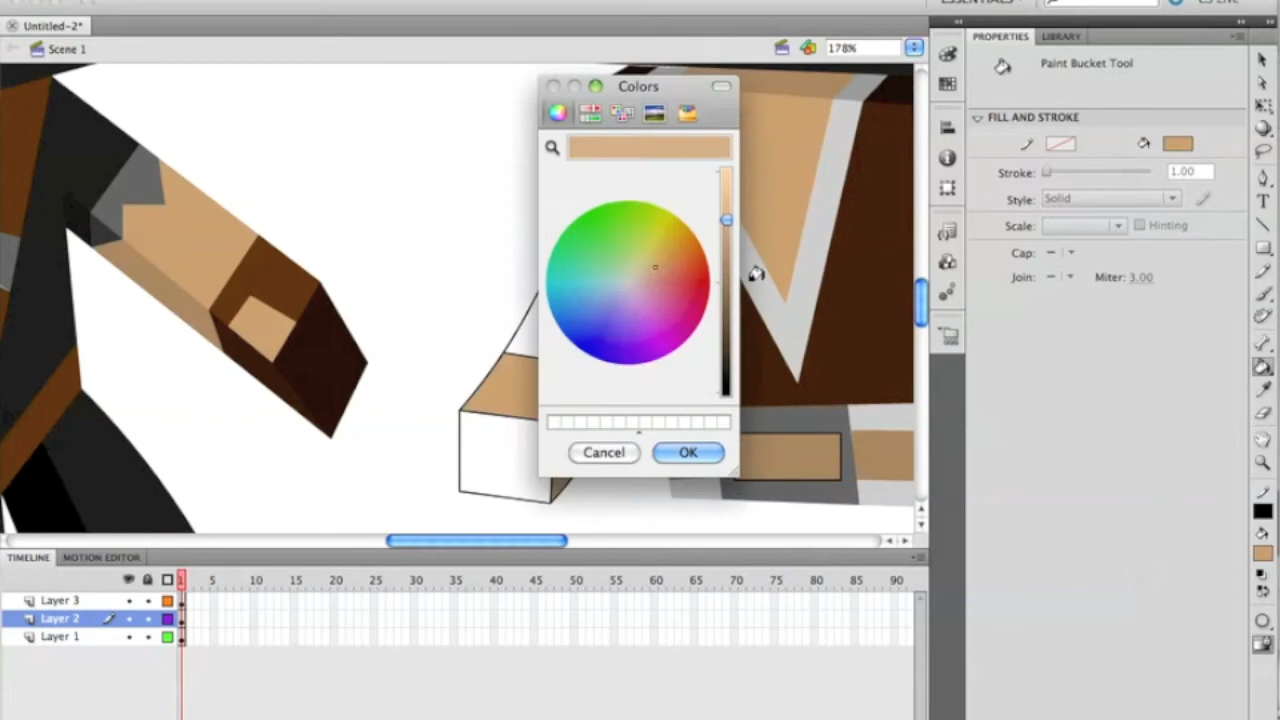 ESSENTIALS
Untitled-2*
Scene 1
178%
Colors
Cancel
OK
PROPERTIES
LIBRARY
Paint Bucket Tool
FILL AND STROKE
Stroke:
1.00
Style:
Solid
Scale:
Hinting
Cap:
Join:
Miter: 3.00
TIMELINE
MOTION EDITOR
1 5 10 15 20 25 30 35 40 45 50 55 60 65 70 75 80 85 90
Layer 3
Layer 2
Layer 1